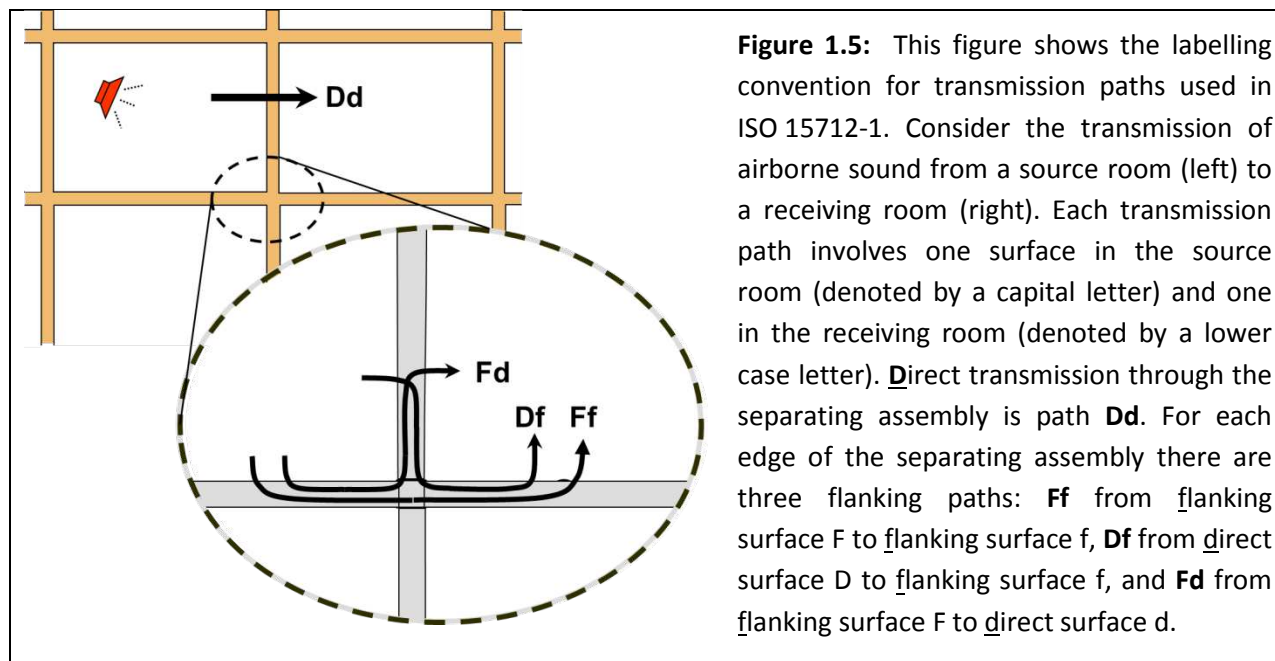 Dd
Fd
Df Ff
Figure 1.5: This figure shows the labelling
convention for transmission paths used in
ISO 15712-1. Consider the transmission of
airborne sound from a source room (left) to
a receiving room (right). Each transmission
path involves one surface in the source
room (denoted by a capital letter) and one
in the receiving room (denoted by a lower
case letter). Direct transmission through the
separating assembly is path Dd. For each
edge of the separating assembly there are
three flanking paths: Ff from flanking
surface F to flanking surface f, Df from direct
surface D to flanking surface f, and Fd from
flanking surface F to direct surface d.